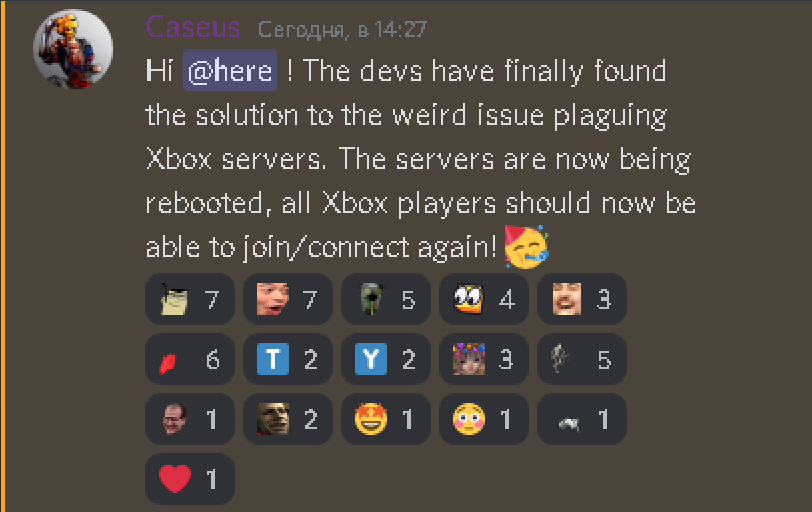 Caseus Сегодня, в 14:27
Hi @here ! The devs have finally found
the solution to the weird issue plaguing
Xbox servers. The servers are now being
rebooted, all Xbox players should now be
able to join/connect again!
7 7 5 4 3
6 T 2 Y 2 3 5
1 2 1 1 1
1